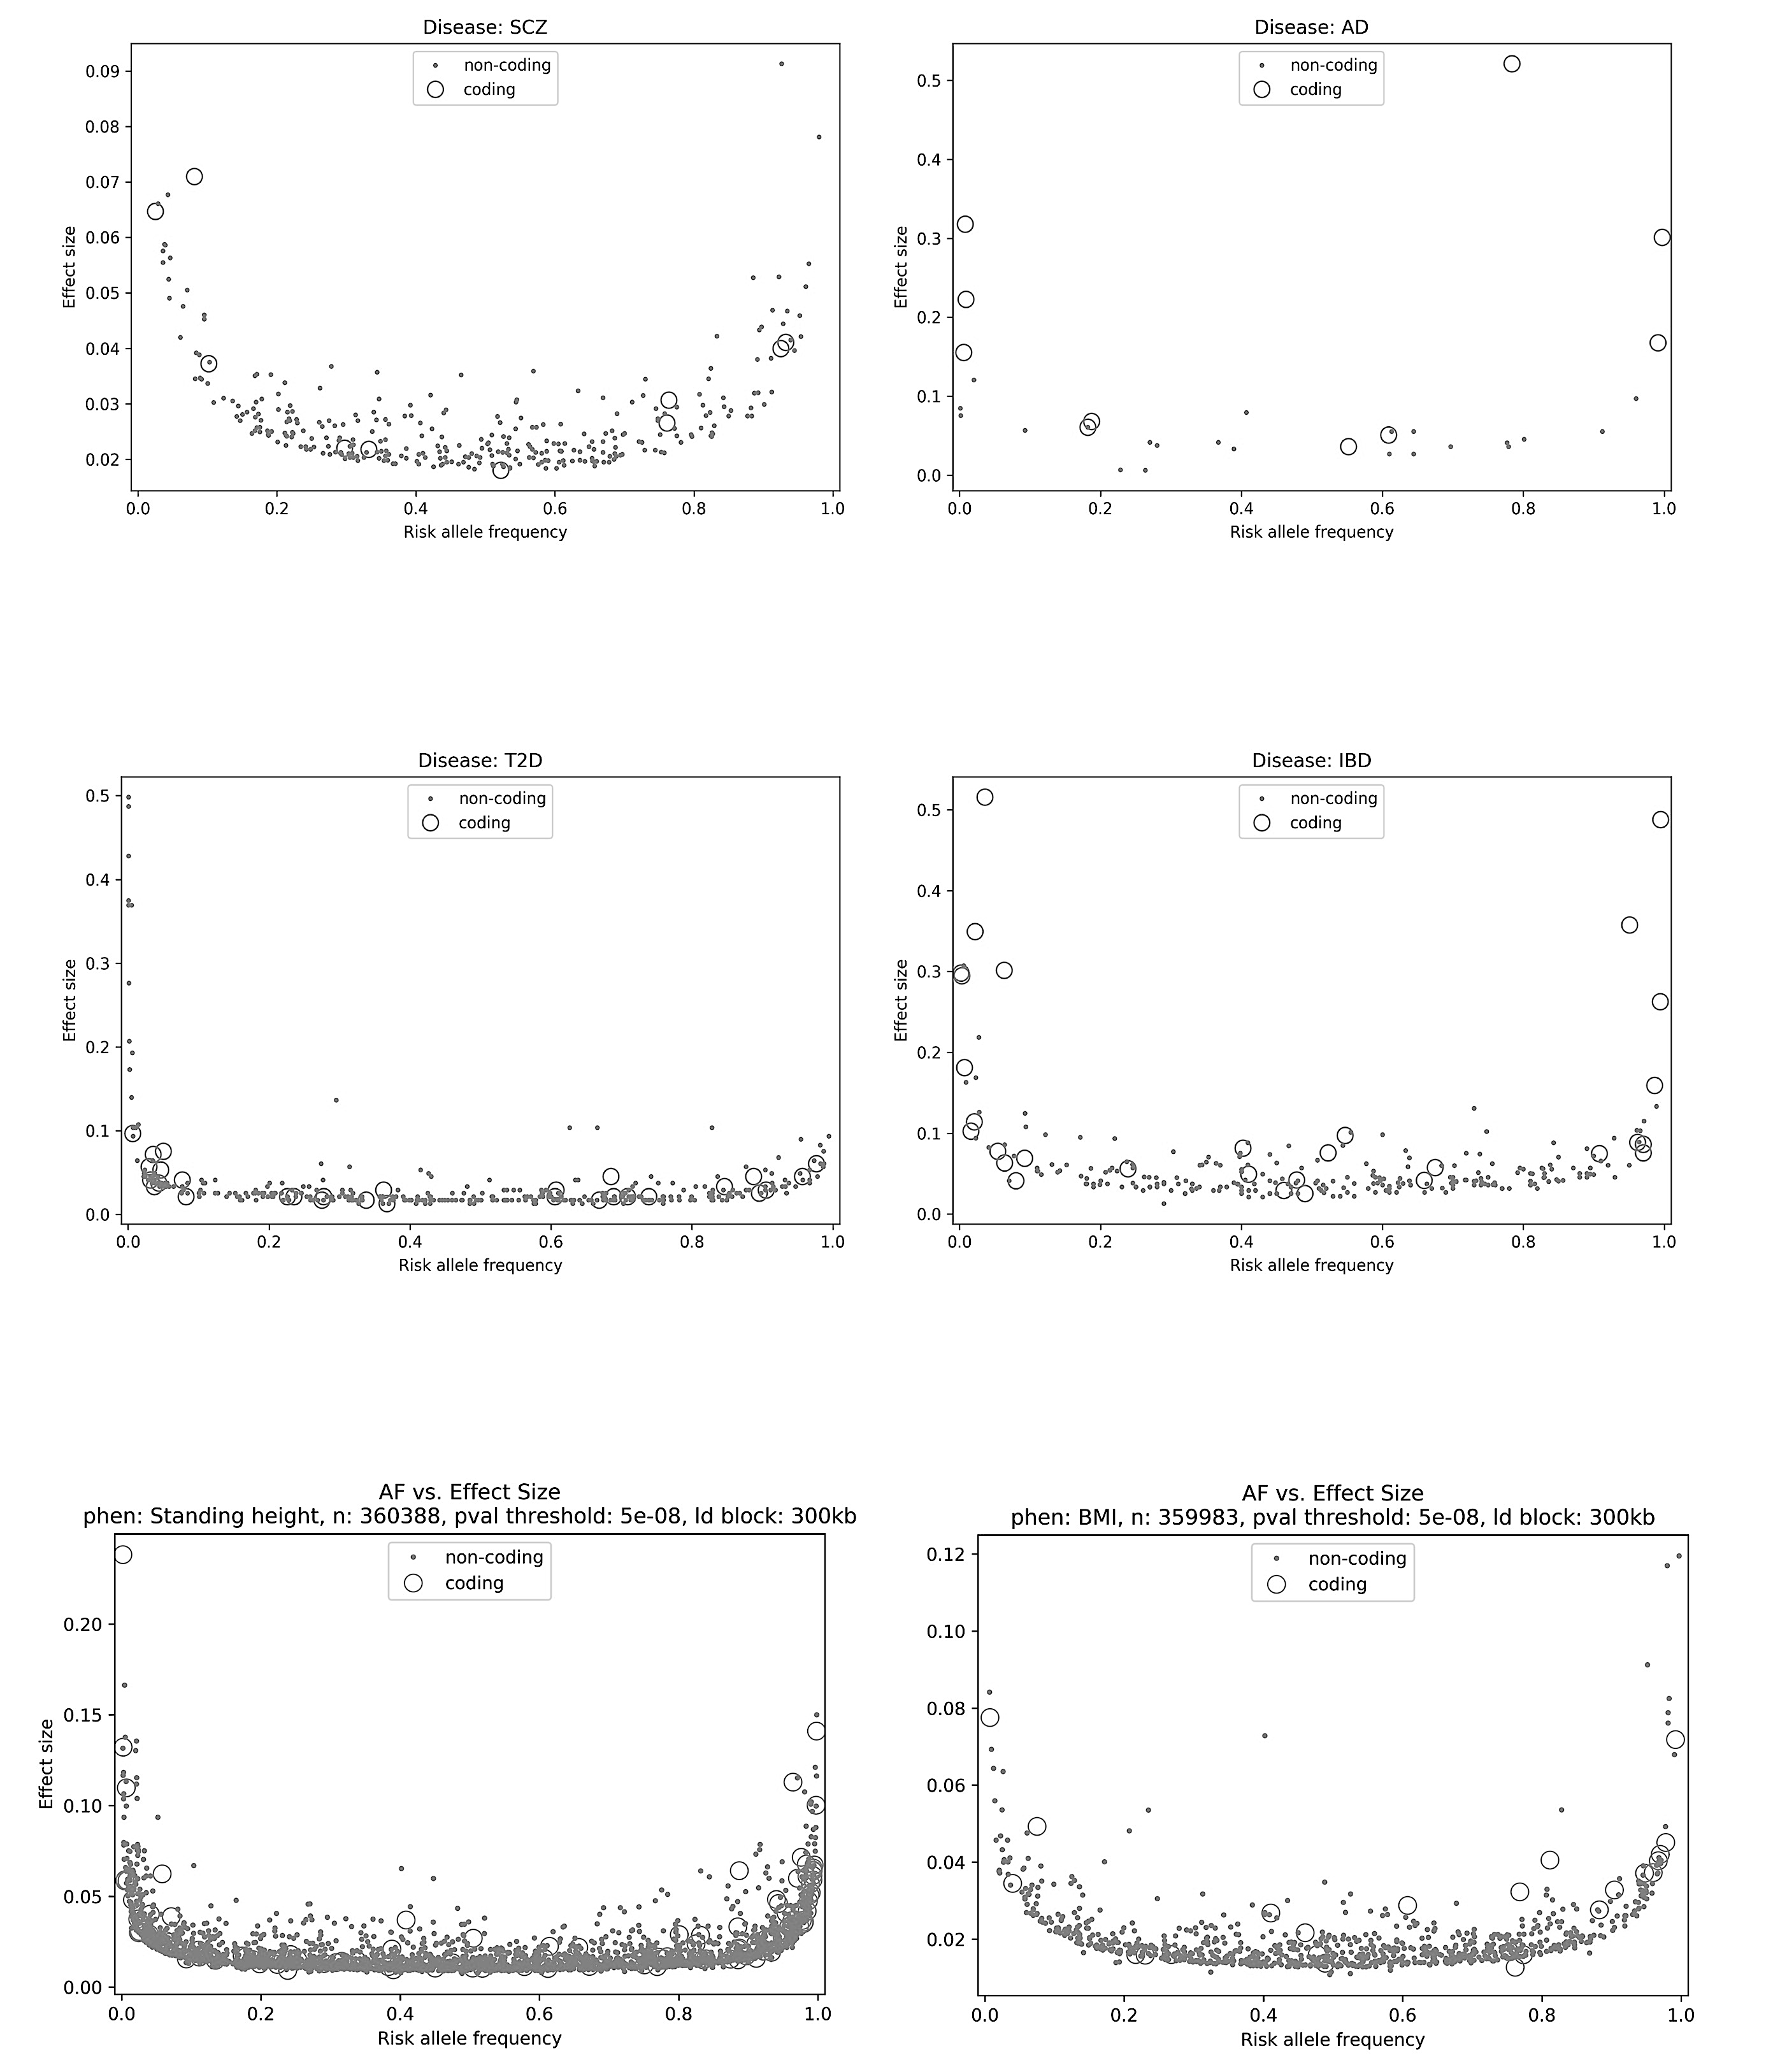 Disease: SCZ
non-coding
coding
0.09
0.08
0.07
0.06
0.05
0.04
0.03
0.02
Effect size
0.0 0.2 0.4 0.6 0.8 1.0
Risk allele frequency
Disease: AD
non-coding
coding
0.5
0.4
0.3
0.2
0.1
0.0
Effect size
0.0 0.2 0.4 0.6 0.8 1.0
Risk allele frequency
Disease: T2D
non-coding
coding
0.5
0.4
0.3
0.2
0.1
0.0
Effect size
0.0 0.2 0.4 0.6 0.8 1.0
Risk allele frequency
Disease: IBD
non-coding
coding
0.5
0.4
0.3
0.2
0.1
0.0
Effect size
0.0 0.2 0.4 0.6 0.8 1.0
Risk allele frequency
AF vs. Effect Size
phen: Standing height, n: 360388, pval threshold: 5e-08, ld block: 300kb
non-coding
coding
0.20
0.15
0.10
0.05
0.00
Effect size
0.0 0.2 0.4 0.6 0.8 1.0
Risk allele frequency
AF vs. Effect Size
phen: BMI, n: 359983, pval threshold: 5e-08, ld block: 300kb
non-coding
coding
0.12
0.10
0.08
0.06
0.04
0.02
0.0 0.2 0.4 0.6 0.8 1.0
Risk allele frequency